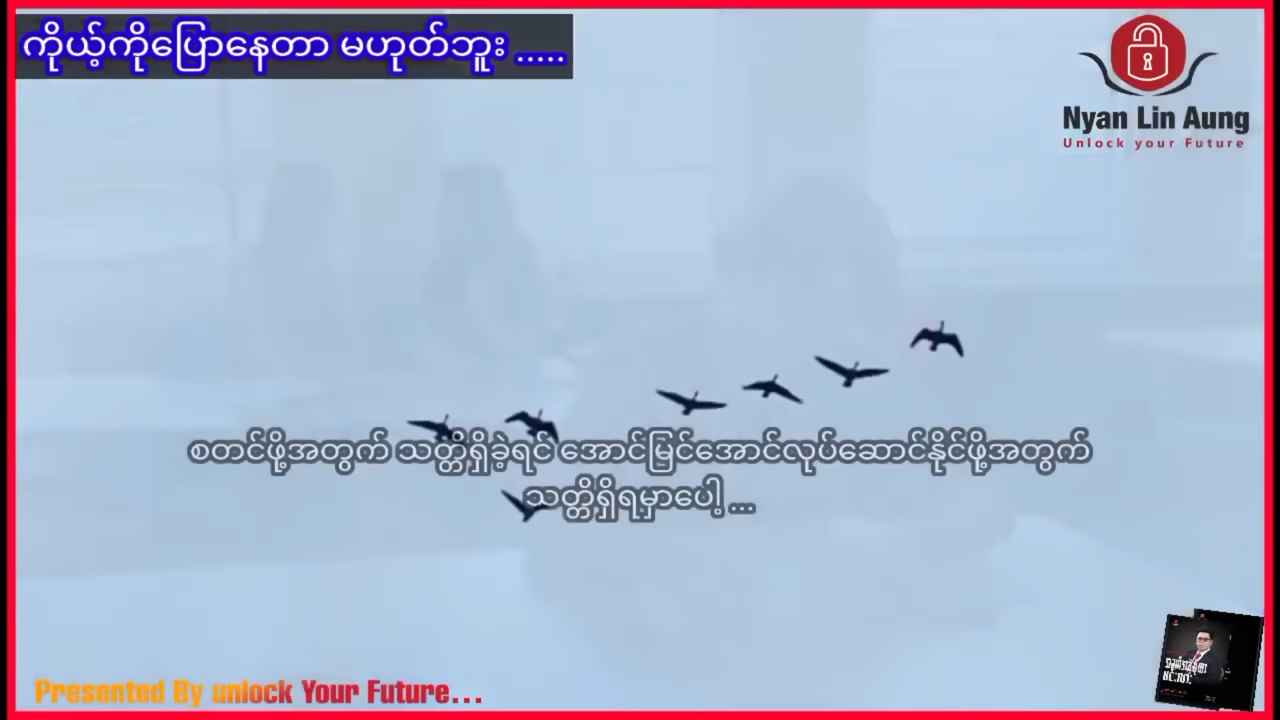 ကိုယ့်ကိုပြောနေတာ မဟုတ်ဘူး .....
Nyan Lin Aung
Unlock your Future
စတင်ဖို့အတွက် သတ္တိရှိခဲ့ရင် အောင်မြင်အောင်လုပ်ဆောင်နိုင်ဖို့အတွက်
သတ္တိရှိရမှာပေါ့ ...
Presented By unlock Your Future...